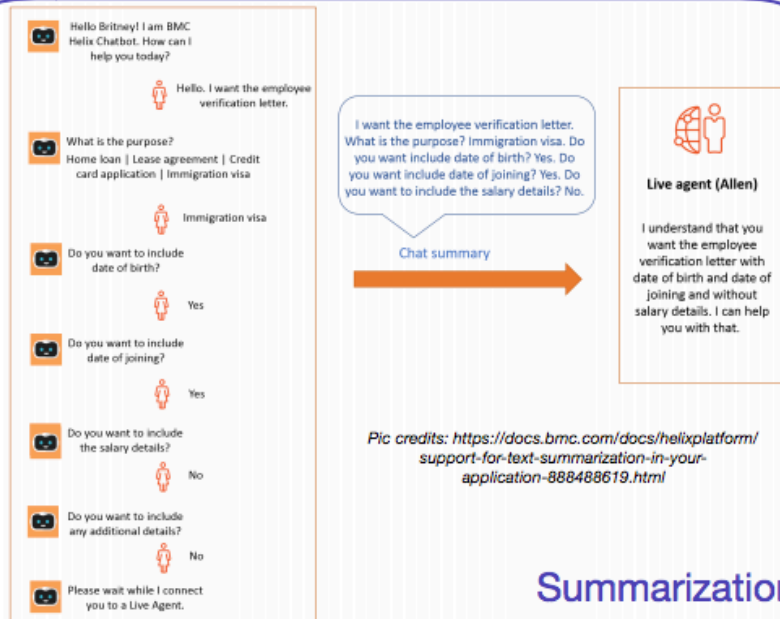 Hello Britney! I am BMC
Helix Chatbot. How can I
help you today?
Hello. I want the employee
verification letter.
What is the purpose?
Home loan | Lease agreement | Credit
card application | Immigration visa
Immigration visa
Do you want to include
date of birth?
Yes
Do you want to include
date of joining?
Yes
Do you want to include
the salary details?
No
Do you want to include
any additional details?
No
Please wait while I connect
you to a Live Agent.
I want the employee verification letter.
What is the purpose? Immigration visa. Do
you want include date of birth? Yes. Do
you want include date of joining? Yes. Do
you want to include the salary details? No.
Chat summary
Live agent (Allen)
I understand that you
want the employee
verification letter with
date of birth and date of
joining and without
salary details. I can help
you with that.
Pic credits: https://docs.bmc.com/docs/helixplatform/
support-for-text-summarization-in-your-
application-888488619.html
Summarization